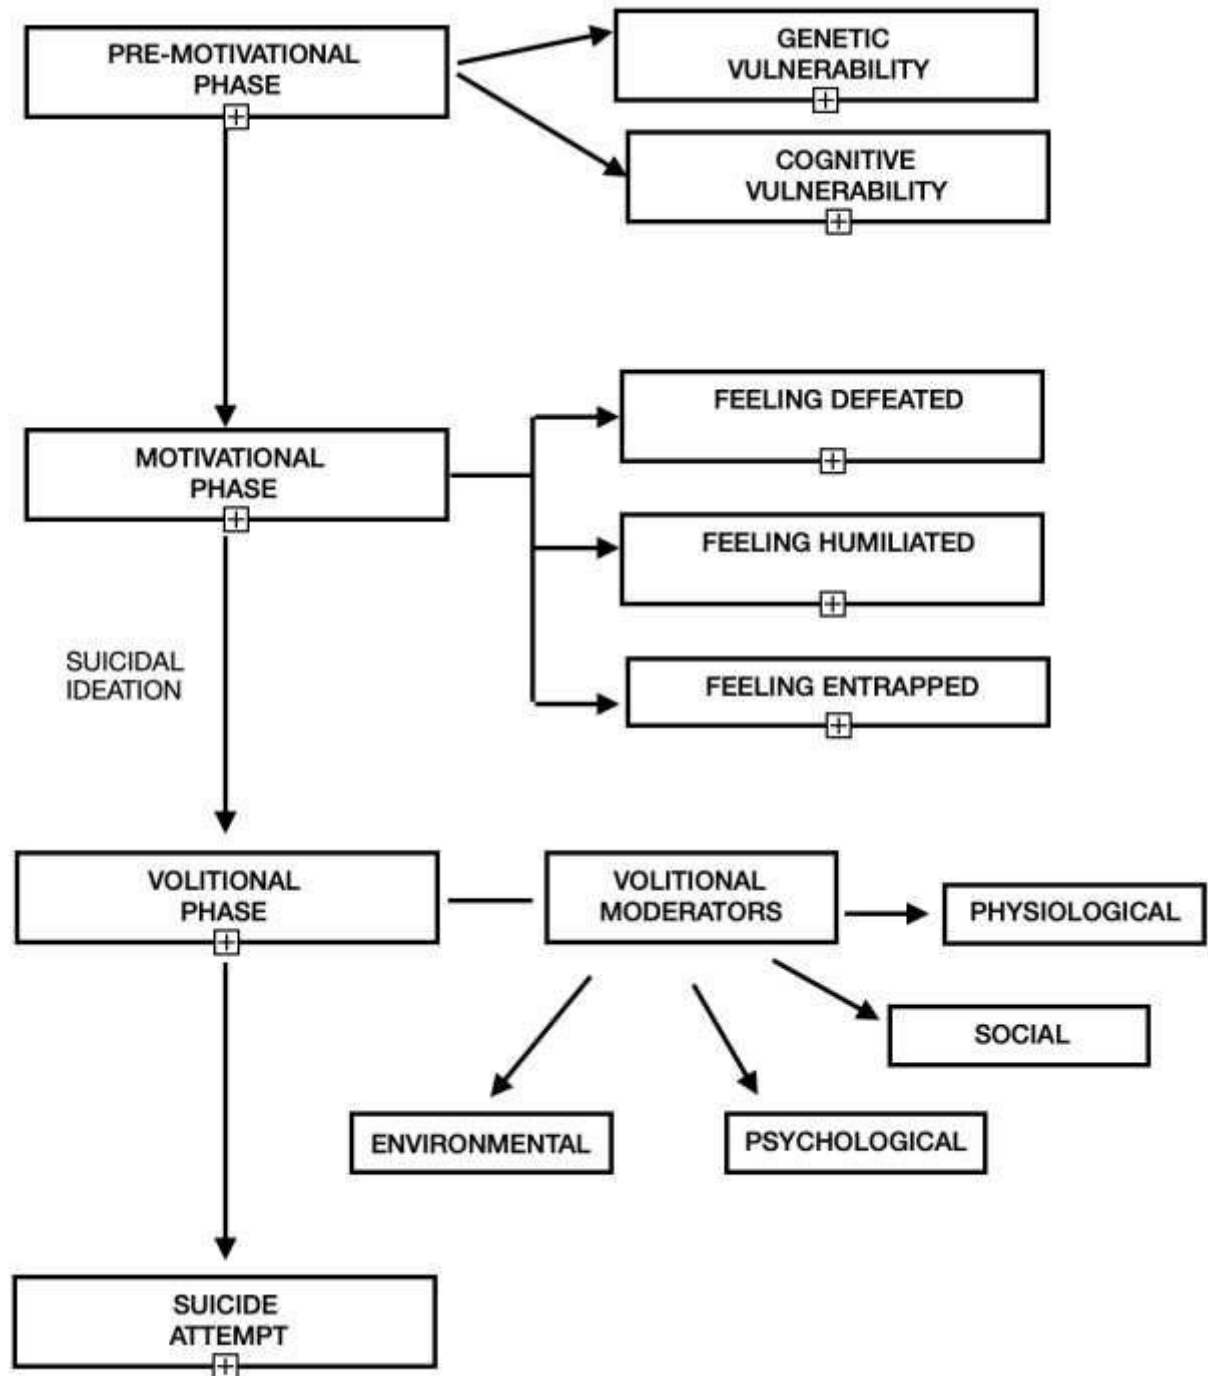 PRE-MOTIVATIONAL
PHASE
GENETIC
VULNERABILITY
COGNITIVE
VULNERABILITY
MOTIVATIONAL
PHASE
FEELING DEFEATED
FEELING HUMILIATED
FEELING ENTRAPPED
SUICIDAL
IDEATION
VOLITIONAL
PHASE
VOLITIONAL
MODERATORS
PHYSIOLOGICAL
SOCIAL
ENVIRONMENTAL
PSYCHOLOGICAL
SUICIDE
ATTEMPT